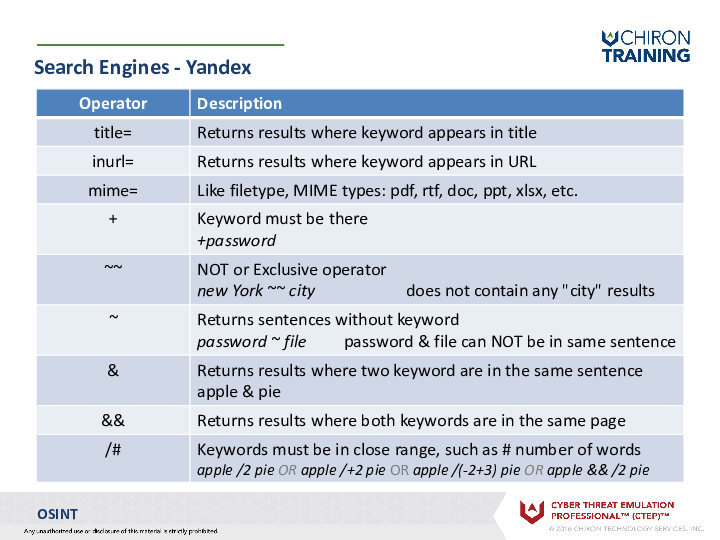 CHIRON
TRAINING
Search Engines - Yandex
Operator Description
title= Returns results where keyword appears in title
inurl= Returns results where keyword appears in URL
mime= Like filetype, MIME types: pdf, rtf, doc, ppt, xlsx, etc.
+ Keyword must be there
+password
~~ NOT or Exclusive operator
new York ~~ city does not contain any "city" results
~ Returns sentences without keyword
password ~ file password & file can NOT be in same sentence
& Returns results where two keyword are in the same sentence
apple & pie
&& Returns results where both keywords are in the same page
/# Keywords must be in close range, such as # number of words
apple /2 pie OR apple /+2 pie OR apple /(-2+3) pie OR apple && /2 pie
OSINT
Any unauthorized use or disclosure of this material is strictly prohibited.
CYBER THREAT EMULATION
PROFESSIONAL™ (CTEP)™
© 2016 CHIRON TECHNOLOGY SERVICES, INC.